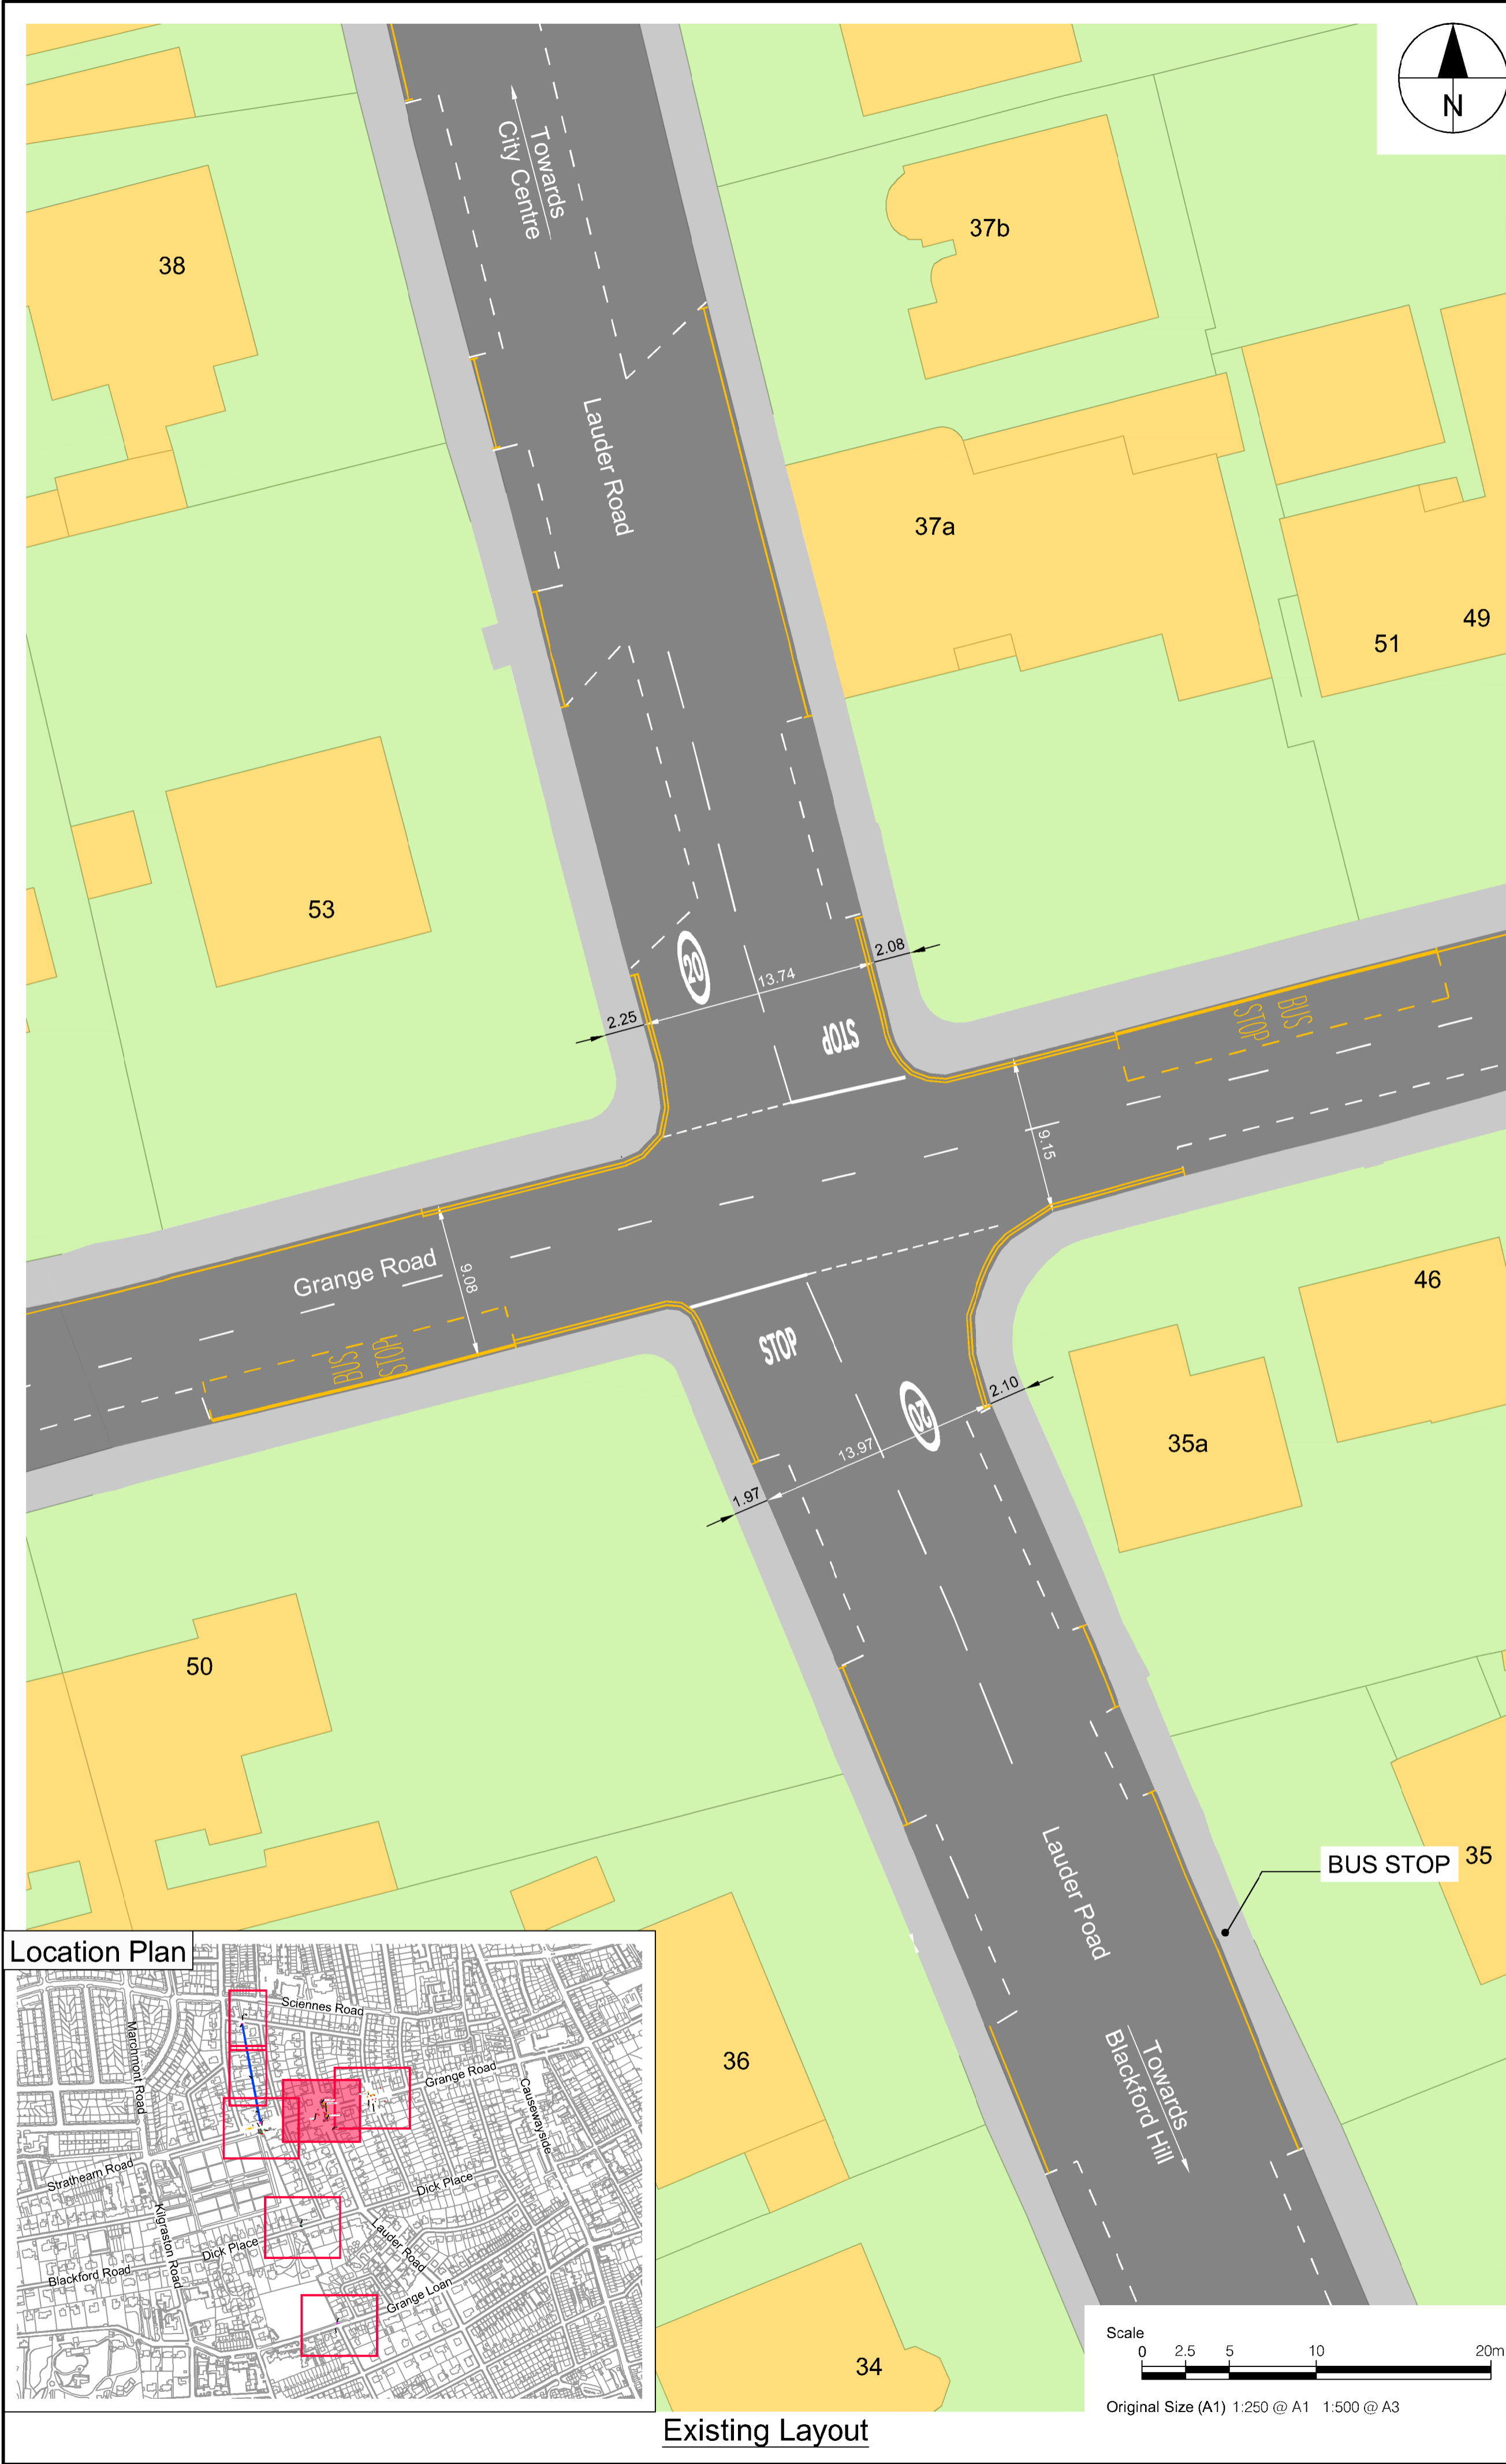 N
Towards
City Centre
38
37b
Lauder Road
37a
49
51
53
20
2.08
13.74
2.25
STOP
BUS
STOP
9.15
Grange Road
9.08
BUS
STOP
46
STOP
20
2.10
13.97
35a
1.97
50
Lauder Road
BUS STOP
35
Towards
Blackford Hill
36
34
Location Plan
Sciennes Road
Marchmont Road
Grange Road
Causewayside
Strathearn Road
Dick Place
Kilgraston Road
Lauder Road
Dick Place
Blackford Road
Grange Loan
Scale
0 2.5 5 10 20m
Original Size (A1) 1:250 @ A1 1:500 @ A3
Existing Layout